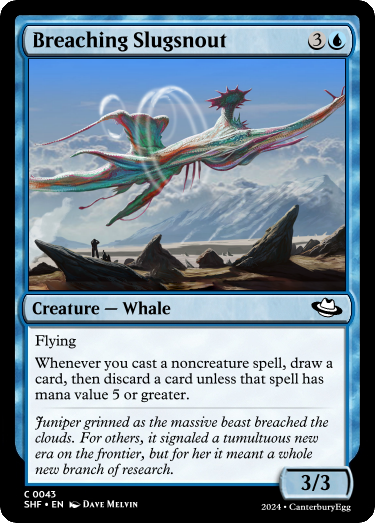 Breaching Slugsnout 3
Creature — Whale
Flying
Whenever you cast a noncreature spell, draw a
card, then discard a card unless that spell has
mana value 5 or greater.
Juniper grinned as the massive beast breached the
clouds. For others, it signaled a tumultuous new
era on the frontier, but for her it meant a whole
new branch of research.
3/3
C 0043
SHF • EN Dave Melvin
2024 • CanterburyEgg